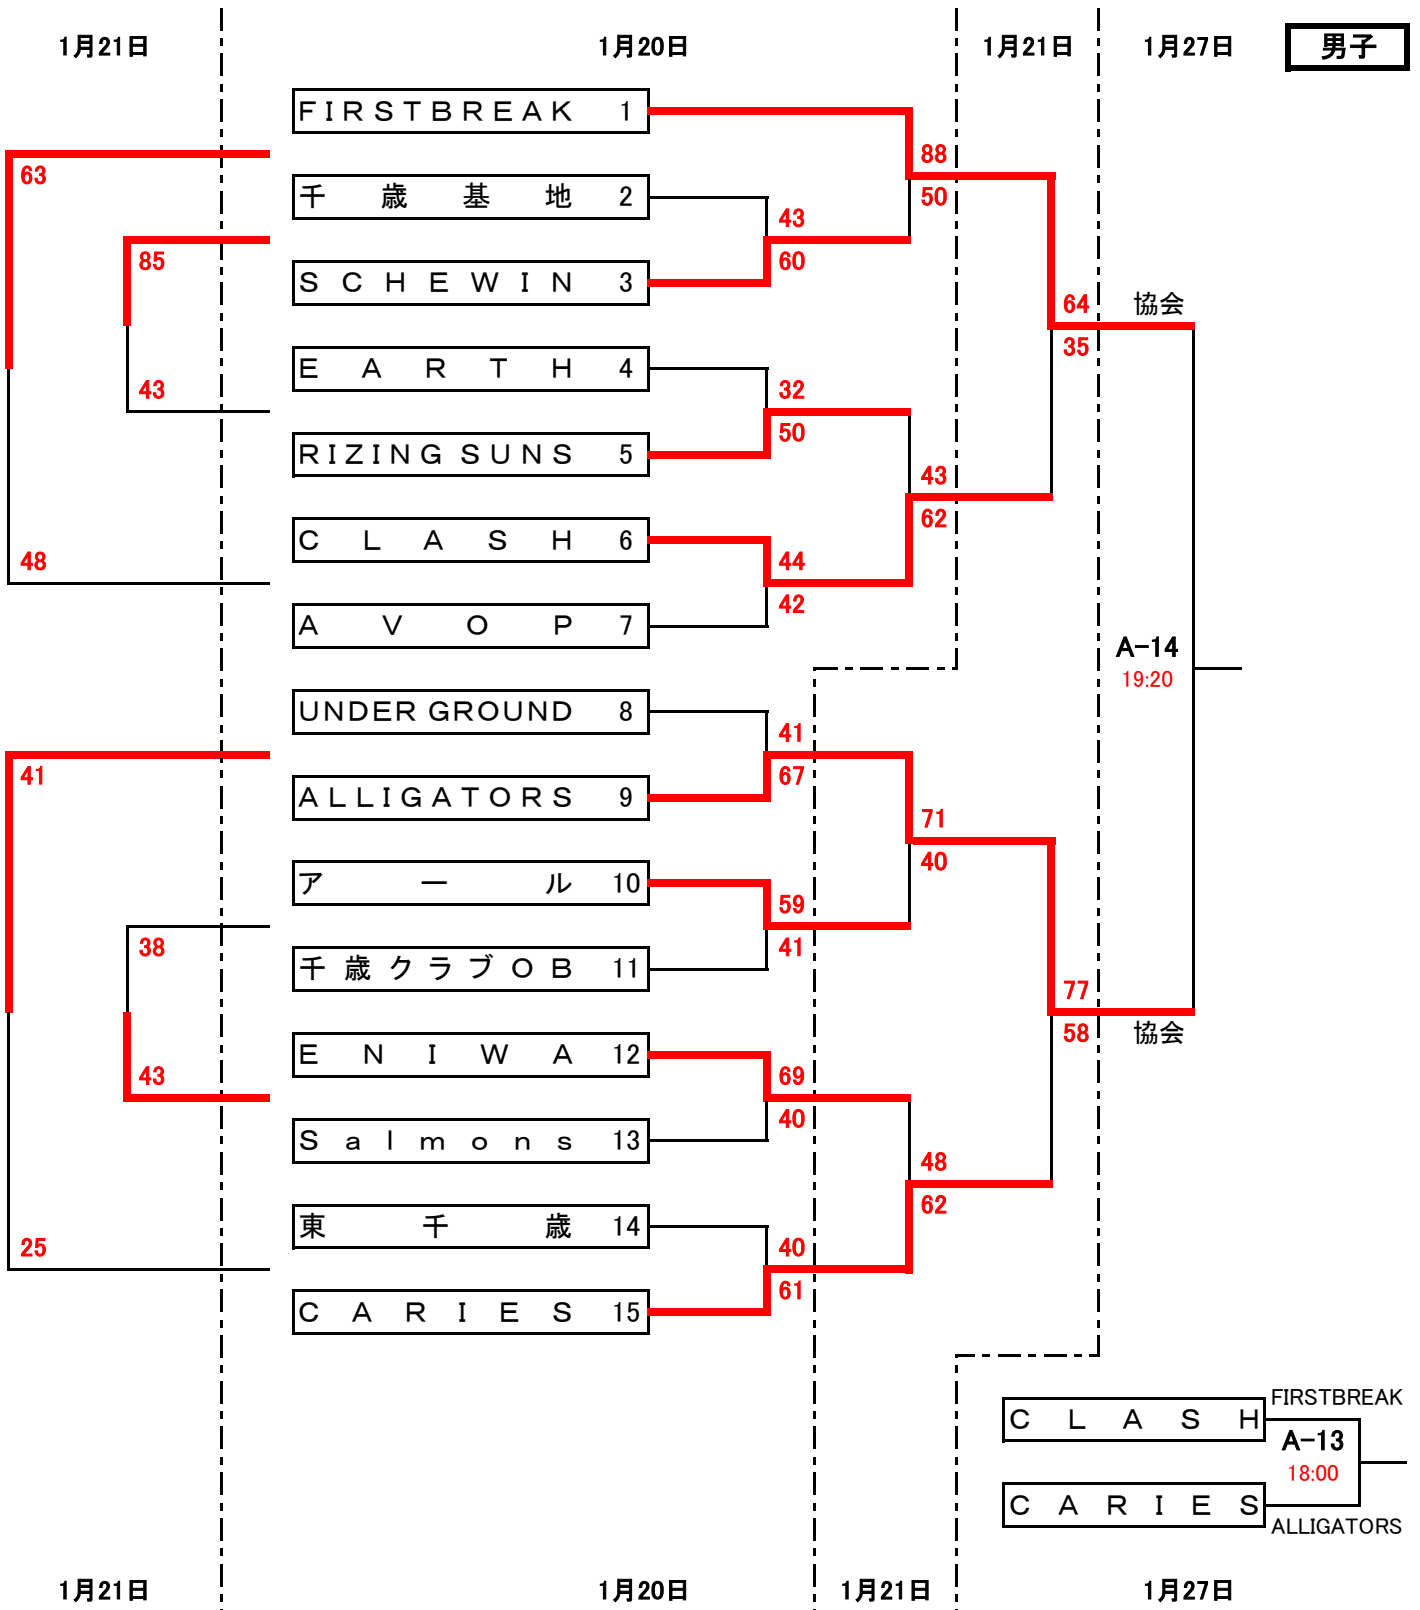 1月21日 1月20日 1月21日 1月27日 男子
FIRSTBREAK 1
88
63
千歳基地 2
50
43
85
60
SCHEWIN 3
64 協会
35
EARTH 4
43
32
50
RIZING SUNS 5
43
62
CLASH 6
48
44
42
AVOP 7
A-14
19:20
UNDER GROUND 8
41
41
67
ALLIGATORS 9
71
40
アール 10
59
38
41
千歳クラブOB 11
77
58 協会
ENIWA 12
43
69
40
Salmons 13
48
62
東千歳 14
25
40
61
CARIES 15
FIRSTBREAK
CLASH
A-13
18:00
CARIES
ALLIGATORS
1月21日 1月20日 1月21日 1月27日